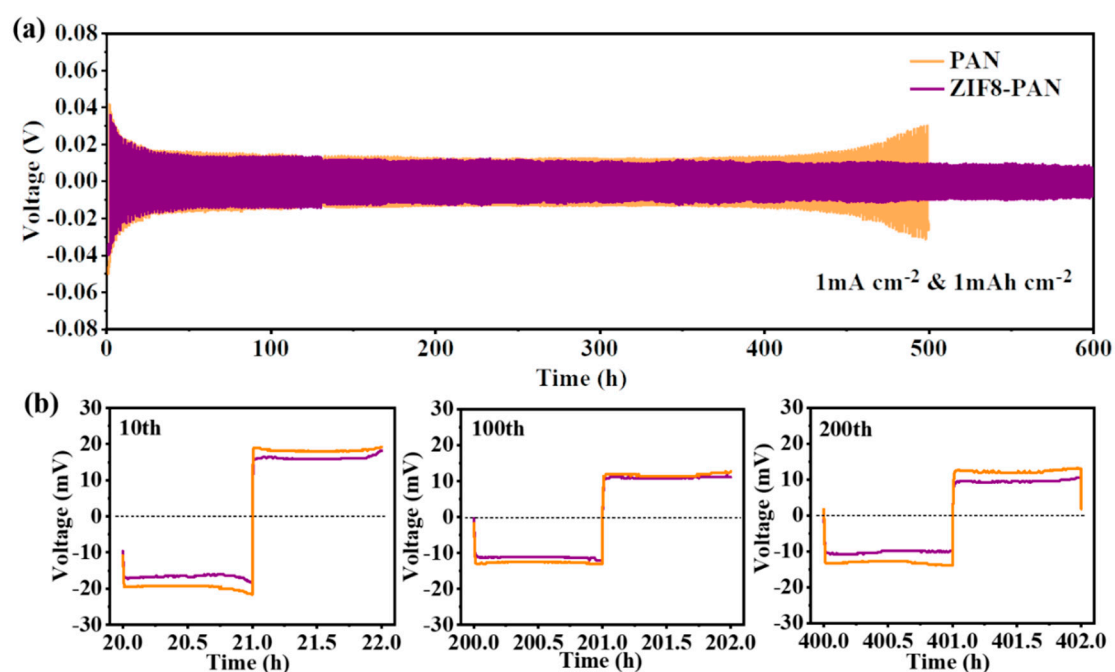 (a)
0.08
0.06
0.04
0.02
0.00
-0.02
-0.04
-0.06
-0.08
Voltage (V)
PAN
ZIF8-PAN
1mA cm⁻² & 1mAh cm⁻²
0 100 200 300 400 500 600
Time (h)
(b)
30
20
10
0
-10
-20
-30
Voltage (mV)
10th
20.0 20.5 21.0 21.5 22.0
Time (h)
30
20
10
0
-10
-20
-30
Voltage (mV)
100th
200.0 200.5 201.0 201.5 202.0
Time (h)
30
20
10
0
-10
-20
-30
Voltage (mV)
200th
400.0 400.5 401.0 401.5 402.0
Time (h)